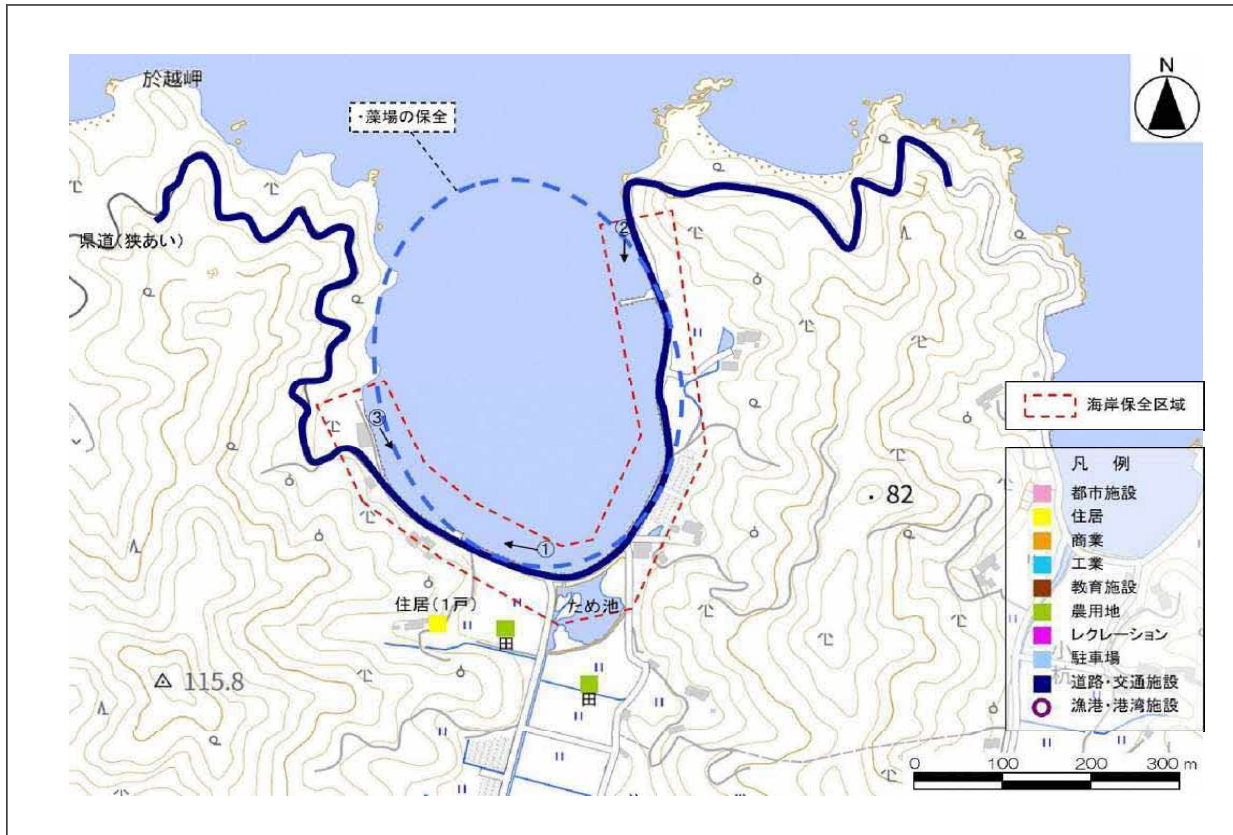 於越岬
・藻場の保全
N
県道(狭あい)
②
③
①
海岸保全区域
凡 例
都市施設
住居
商業
工業
教育施設
農用地
レクレーション
駐車場
道路・交通施設
漁港・港湾施設
82
住居(1戸)
ため池
田
田
115.8
小杭
0 100 200 300 m